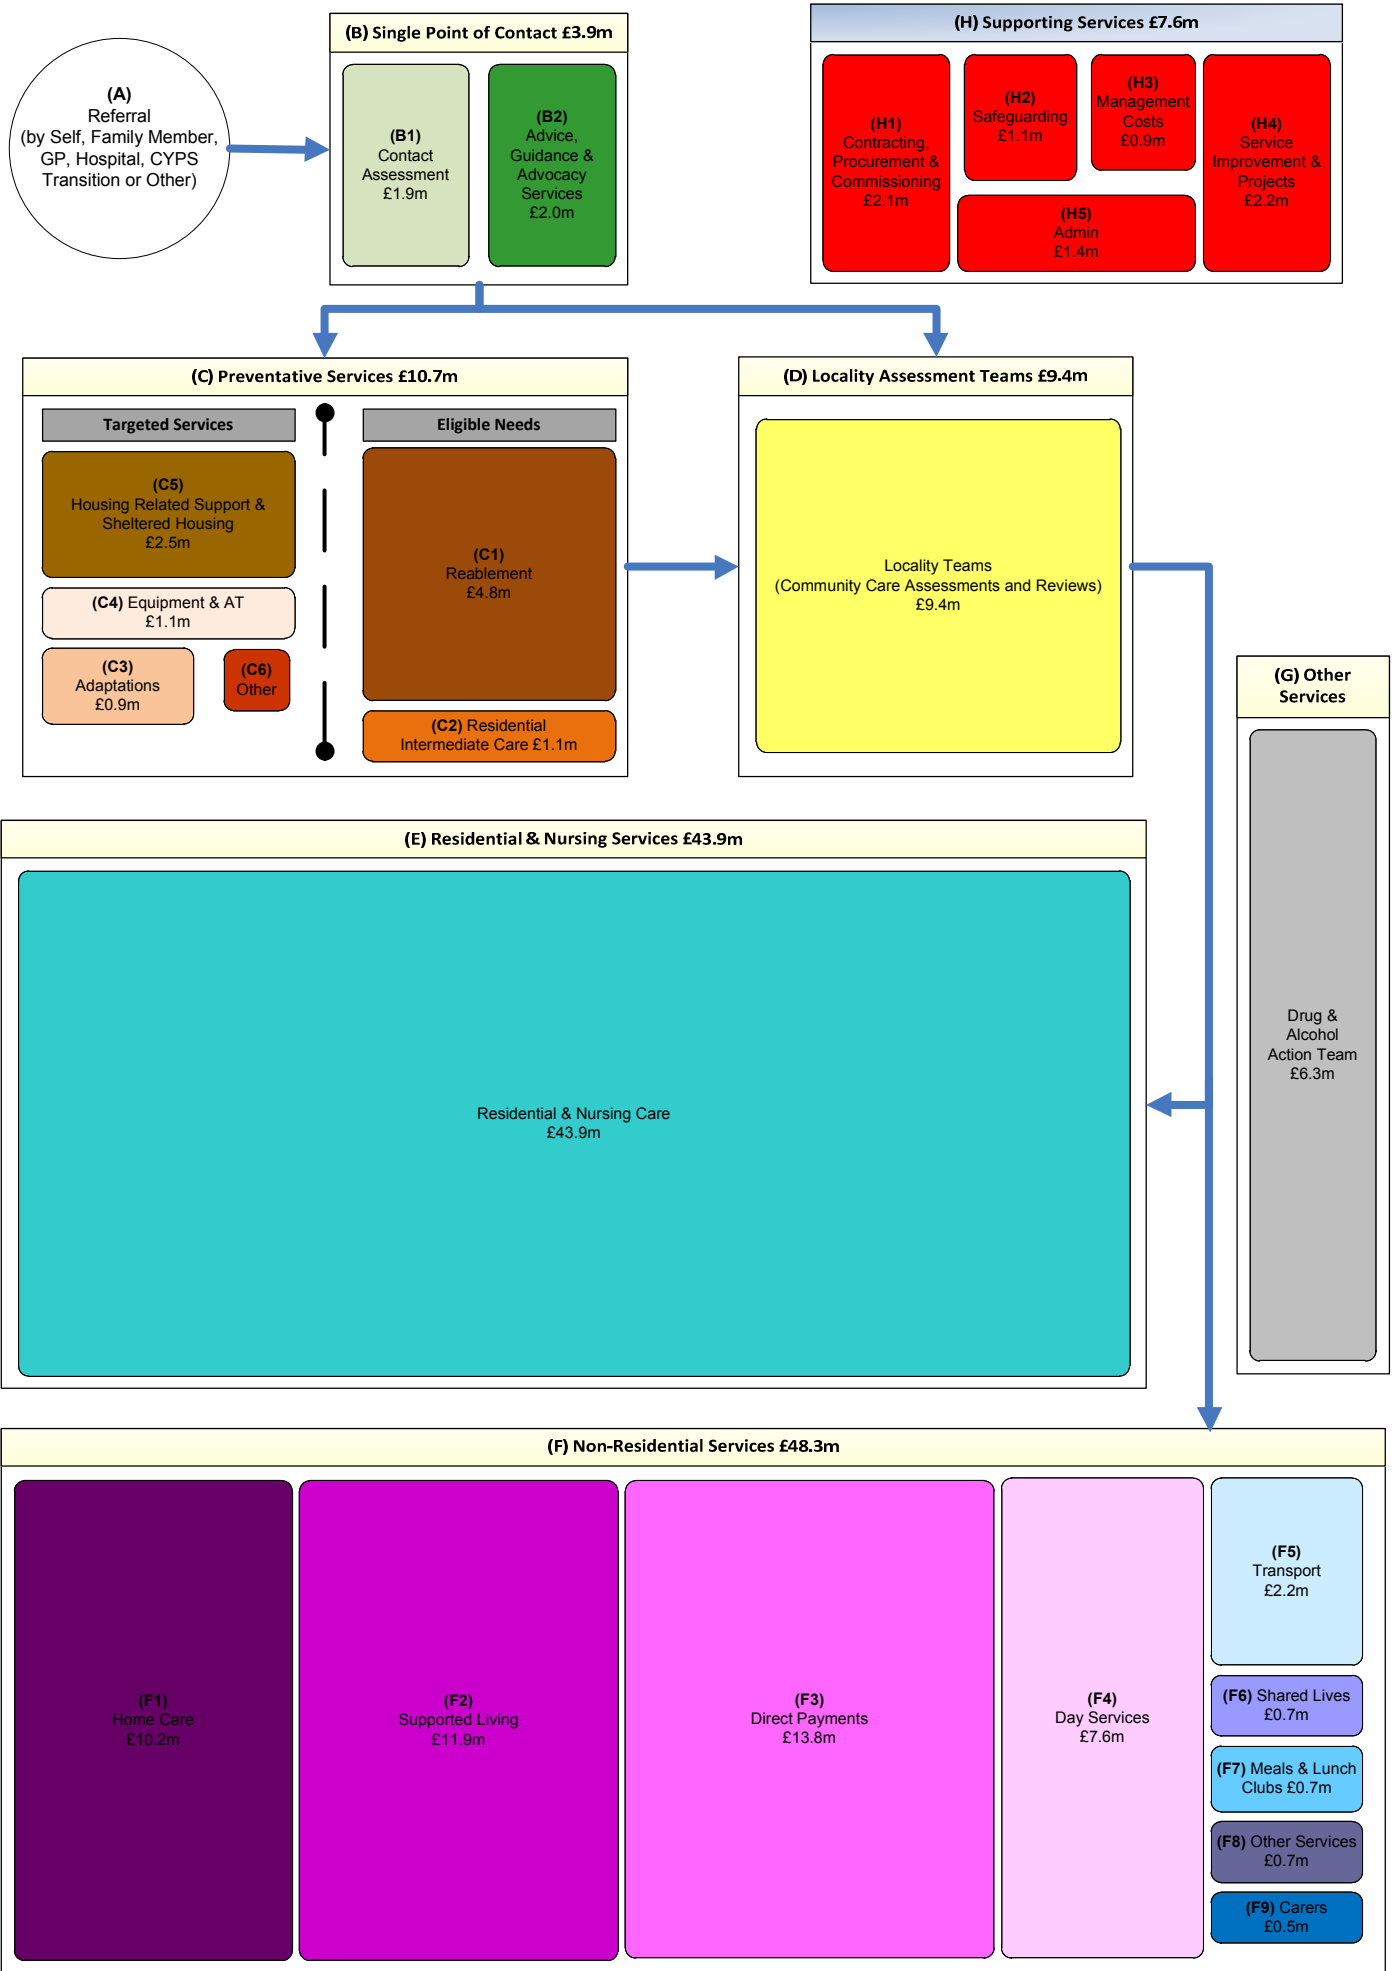 (A)
Referral
(by Self, Family Member,
GP, Hospital, CYPS
Transition or Other)
(B) Single Point of Contact £3.9m
(B1)
Contact
Assessment
£1.9m
(B2)
Advice,
Guidance &
Advocacy
Services
£2.0m
(H) Supporting Services £7.6m
(H1)
Contracting,
Procurement &
Commissioning
£2.1m
(H2)
Safeguarding
£1.1m
(H3)
Management
Costs
£0.9m
(H4)
Service
Improvement &
Projects
£2.2m
(H5)
Admin
£1.4m
(C) Preventative Services £10.7m
Targeted Services
Eligible Needs
(C5)
Housing Related Support &
Sheltered Housing
£2.5m
(C4) Equipment & AT
£1.1m
(C3)
Adaptations
£0.9m
(C6)
Other
(C1)
Reablement
£4.8m
(C2) Residential
Intermediate Care £1.1m
(D) Locality Assessment Teams £9.4m
Locality Teams
(Community Care Assessments and Reviews)
£9.4m
(G) Other
Services
Drug &
Alcohol
Action Team
£6.3m
(E) Residential & Nursing Services £43.9m
Residential & Nursing Care
£43.9m
(F) Non-Residential Services £48.3m
(F1)
Home Care
£10.2m
(F2)
Supported Living
£11.9m
(F3)
Direct Payments
£13.8m
(F4)
Day Services
£7.6m
(F5)
Transport
£2.2m
(F6) Shared Lives
£0.7m
(F7) Meals & Lunch
Clubs £0.7m
(F8) Other Services
£0.7m
(F9) Carers
£0.5m